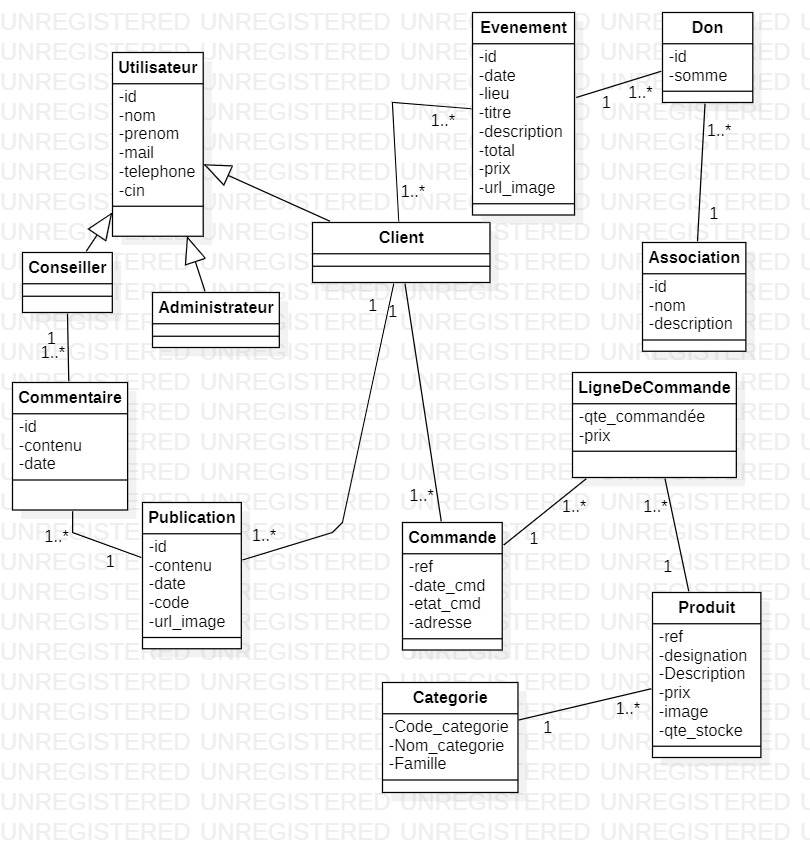 Evenement
-id
-date
-lieu
-titre
-description
-total
-prix
-url_image
Don
-id
-somme
1
1..*
1..*
1..*
1..*
1
Utilisateur
-id
-nom
-prenom
-mail
-telephone
-cin
Client
Association
-id
-nom
-description
Conseiller
Administrateur
1
1..*
1
1
Commentaire
-id
-contenu
-date
LigneDeCommande
-qte_commandée
-prix
1..*
1
1..*
1..*
1
1..*
1..*
1
Publication
-id
-contenu
-date
-code
-url_image
Commande
-ref
-date_cmd
-etat_cmd
-adresse
Produit
-ref
-designation
-Description
-prix
-image
-qte_stocke
Categorie
-Code_categorie
-Nom_categorie
-Famille
1
1..*
UNREGISTERED UNREGISTERED UNREGISTERED UNREGISTERED